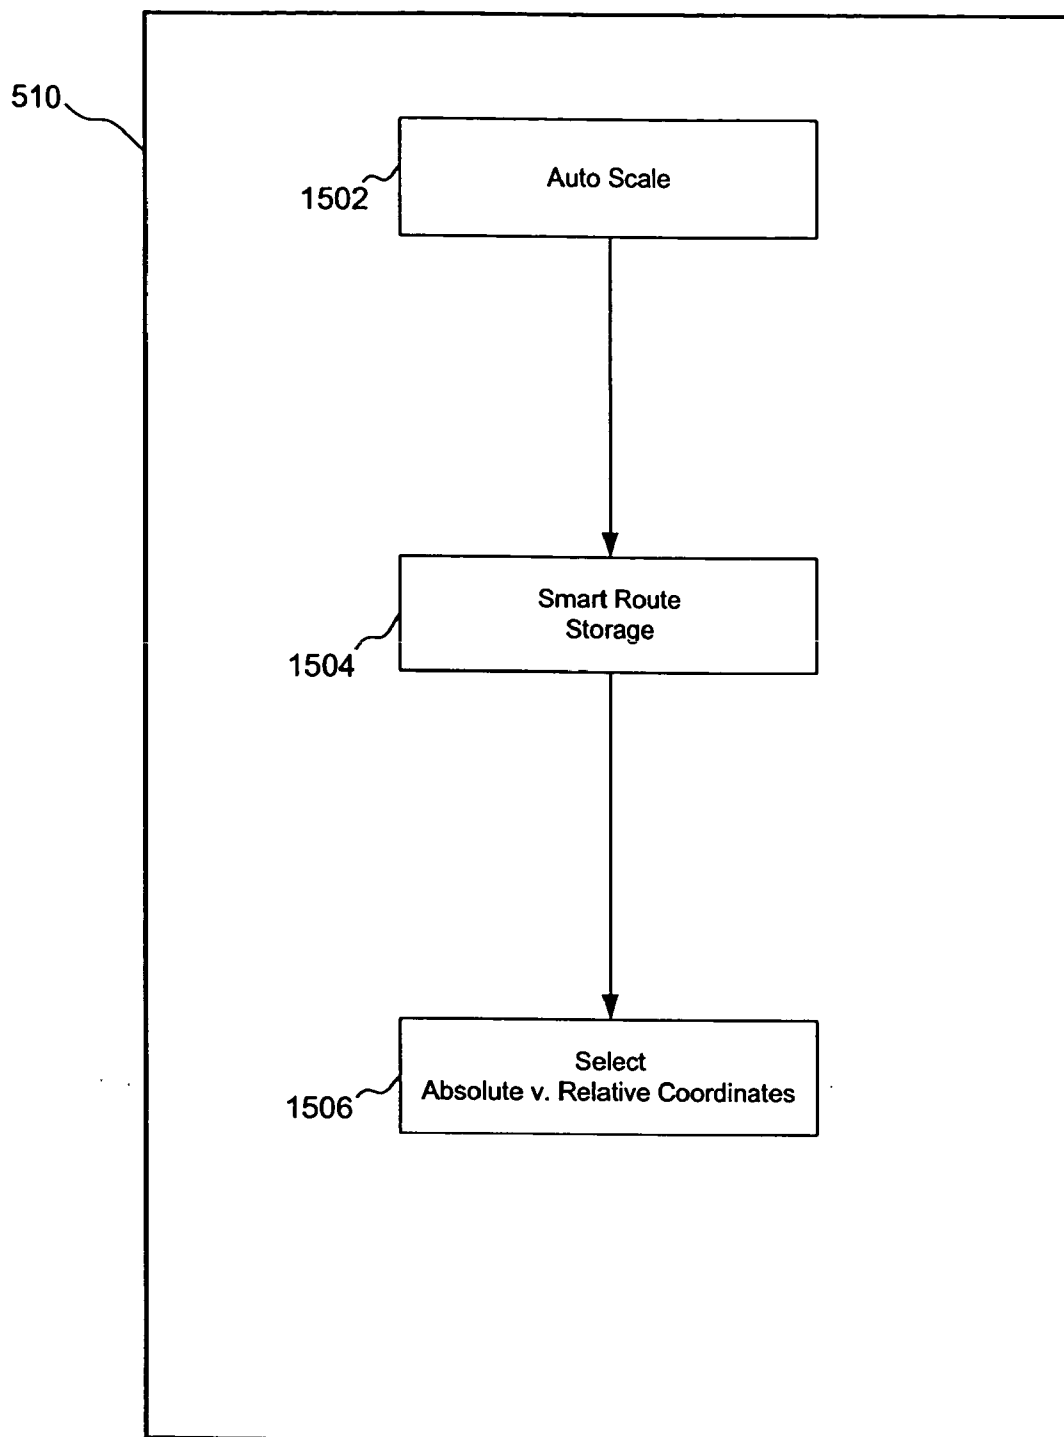 510
Auto Scale
1502
Smart Route
Storage
1504
Select
Absolute v. Relative Coordinates
1506